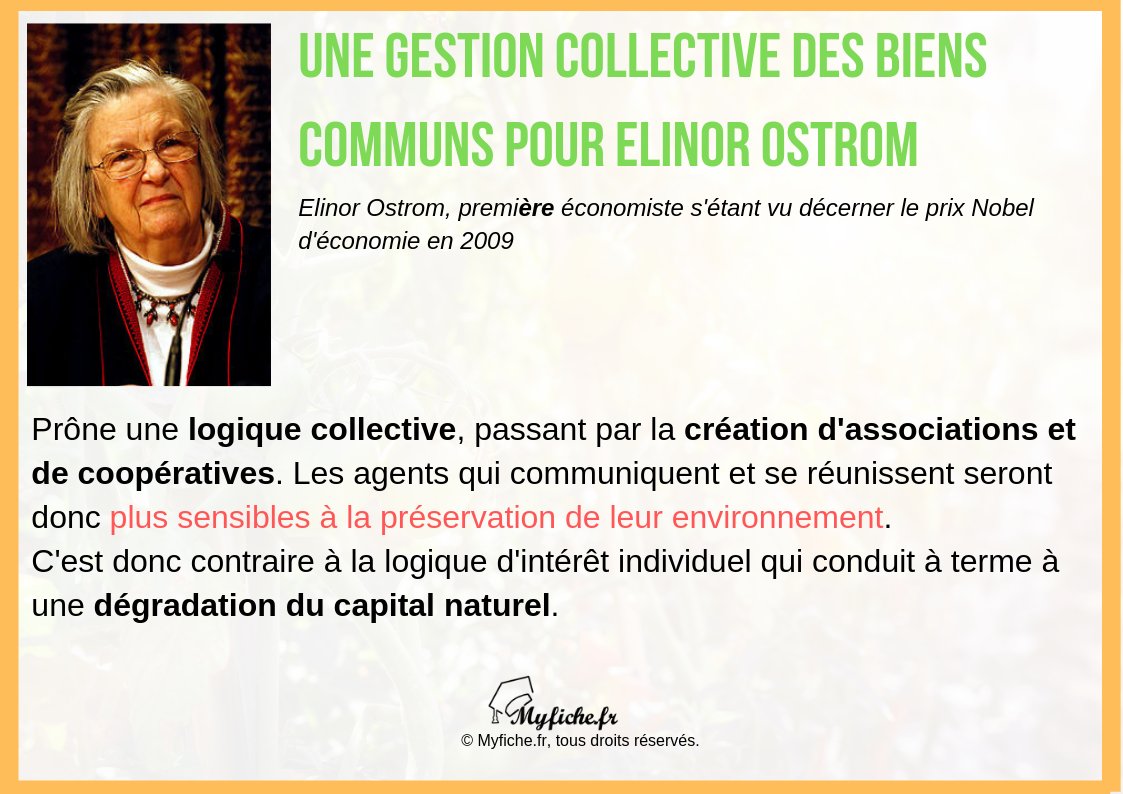 UNE GESTION COLLECTIVE DES BIENS
COMMUNS POUR ELINOR OSTROM
Elinor Ostrom, première économiste s'étant vu décerner le prix Nobel
d'économie en 2009
Prône une logique collective, passant par la création d'associations et
de coopératives. Les agents qui communiquent et se réunissent seront
donc plus sensibles à la préservation de leur environnement.
C'est donc contraire à la logique d'intérêt individuel qui conduit à terme à
une dégradation du capital naturel.
Myfiche.fr
© Myfiche.fr, tous droits réservés.